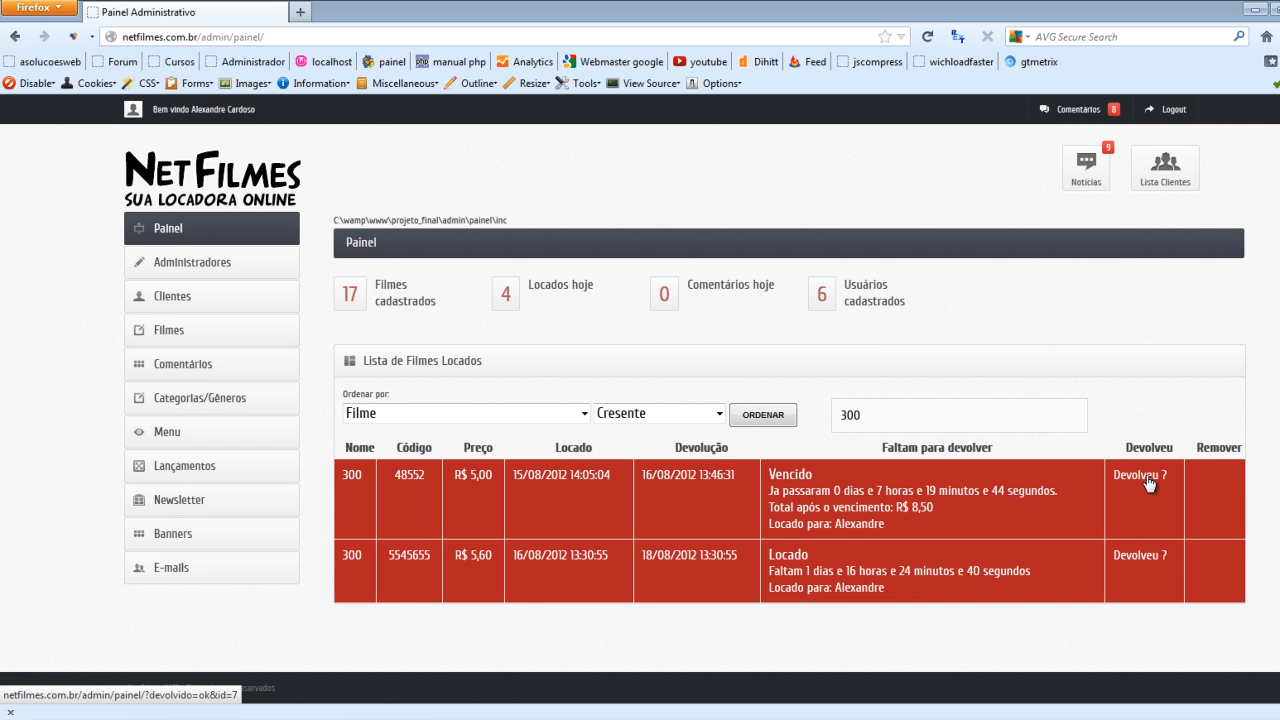 Firefox
Painel Administrativo
netfilmes.com.br/admin/painel/
AVG Secure Search
asolucoesweb Forum Cursos Administrador localhost painel manual php Analytics Webmaster google youtube Dihitt Feed jscompress wichloadfaster gtmetrix
Disable Cookies CSS Forms Images Information Miscellaneous Outline Resize Tools View Source Options
Bem vindo Alexandre Cardoso
Comentários 8 Logout
NETFILMES
SUA LOCADORA ONLINE
9
Notícias
Lista Clientes
Painel
Administradores
Clientes
Filmes
Comentários
Categorias/Gêneros
Menu
Lançamentos
Newsletter
Banners
E-mails
C:\wamp\www\projeto_final\admin\painel\inc
Painel
17 Filmes cadastrados
4 Locados hoje
0 Comentários hoje
6 Usuários cadastrados
Lista de Filmes Locados
Ordenar por:
Filme Cresente ORDENAR 300
Nome Código Preço Locado Devolução Faltam para devolver Devolveu Remover
300 48552 R$ 5,00 15/08/2012 14:05:04 16/08/2012 13:46:31 Vencido Devolveu ?
Ja passaram 0 dias e 7 horas e 19 minutos e 44 segundos.
Total após o vencimento: R$ 8,50
Locado para: Alexandre
300 5545655 R$ 5,60 16/08/2012 13:30:55 18/08/2012 13:30:55 Locado Devolveu ?
Faltam 1 dias e 16 horas e 24 minutos e 40 segundos
Locado para: Alexandre
netfilmes.com.br/admin/painel/?devolvido=ok&id=7